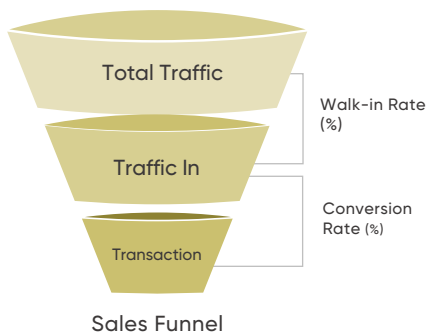 Total Traffic
Walk-in Rate
(%)
Traffic In
Conversion
Rate (%)
Transaction
Sales Funnel